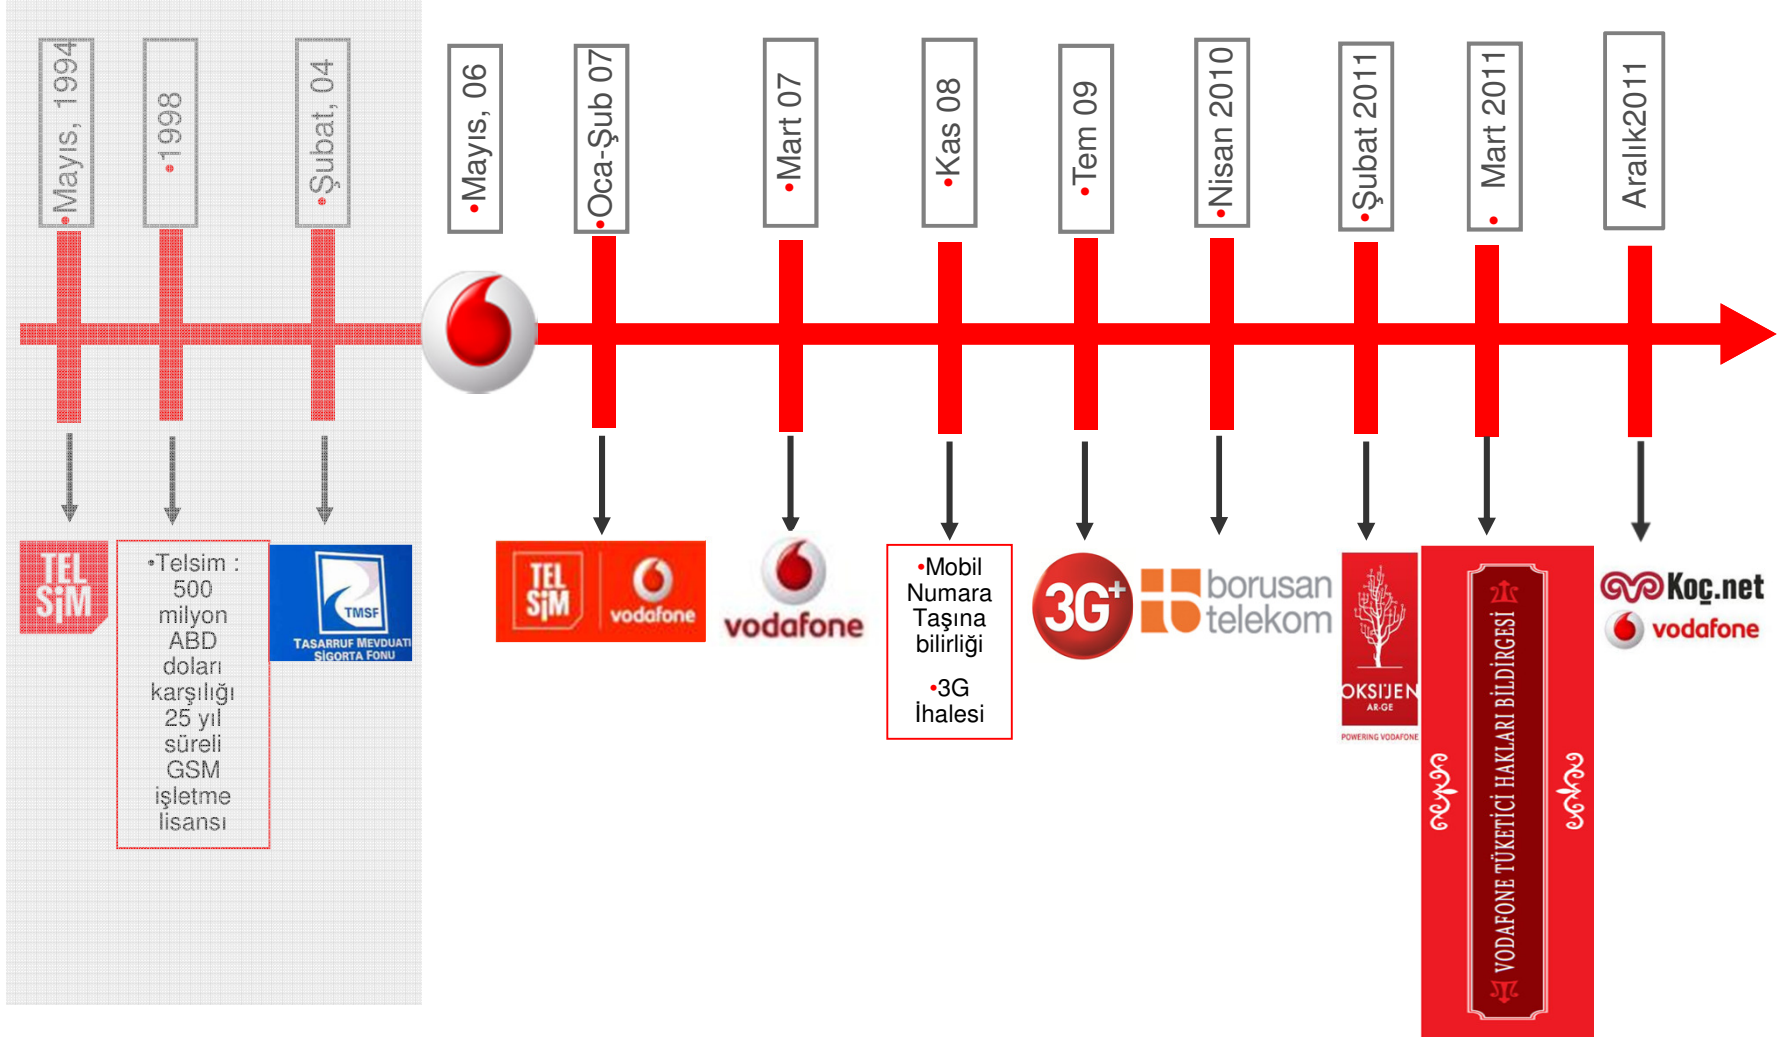 •Mayıs, 1994
•1998
•Şubat, 04
•Mayıs, 06
•Oca-Şub 07
•Mart 07
•Kas 08
•Tem 09
•Nisan 2010
•Şubat 2011
• Mart 2011
Aralık2011
TEL
SiM
•Telsim :
500
milyon
ABD
doları
karşılığı
25 yıl
süreli
GSM
işletme
lisansı
TMSF
TASARRUF MEVDUATI
SİGORTA FONU
TEL
SiM
vodafone
vodafone
•Mobil
Numara
Taşına
bilirliği
•3G
İhalesi
3G+
borusan
telekom
OKSİJEN
AR-GE
POWERING VODAFONE
VODAFONE TÜKETİCİ HAKLARI BİLDİRGESİ
Koç.net
vodafone